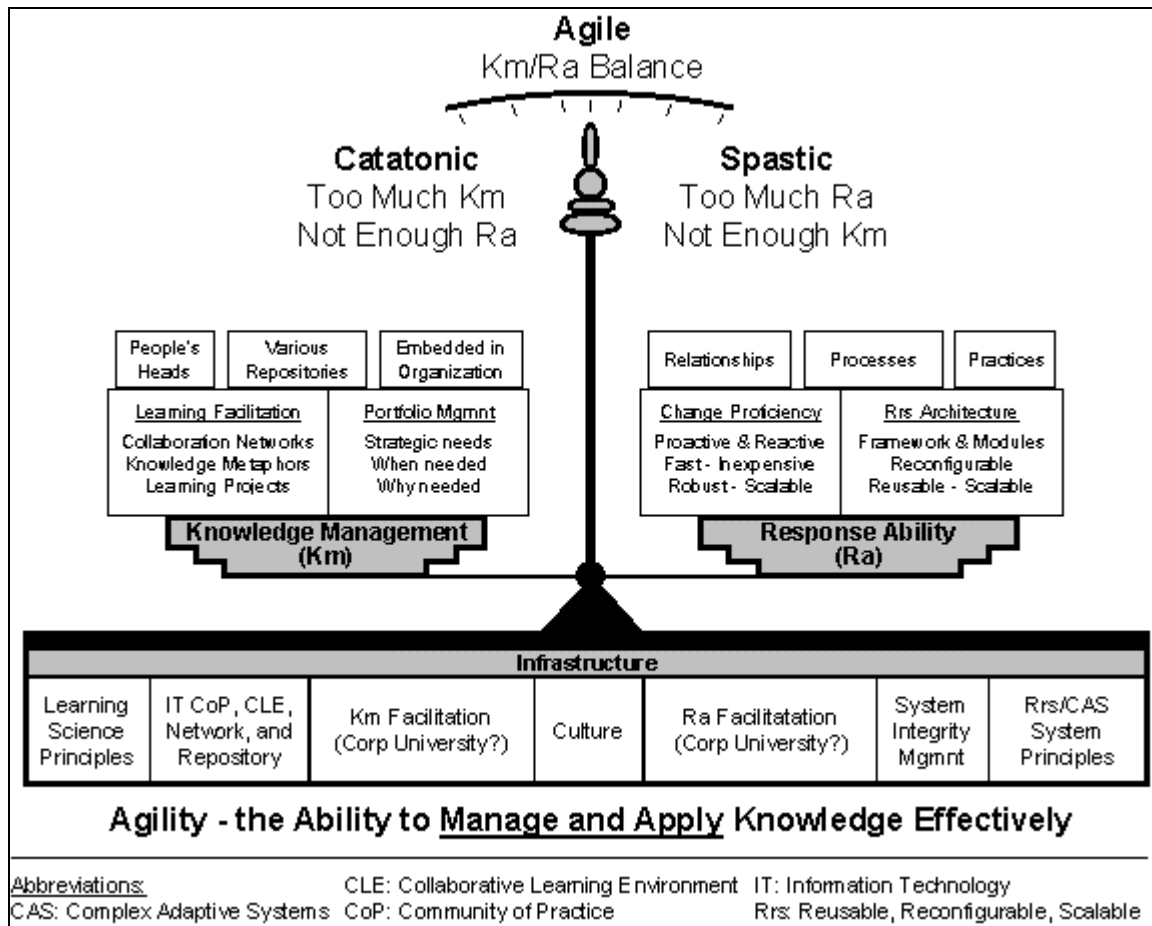 Agile
Km/Ra Balance
Catatonic
Too Much Km
Not Enough Ra
Spastic
Too Much Ra
Not Enough Km
People's
Heads
Various
Repositories
Embedded in
Organization
Learning Facilitation
Collaboration Networks
Knowledge Metaphors
Learning Projects
Portfolio Mgmnt
Strategic needs
When needed
Why needed
Knowledge Management
(Km)
Relationships
Processes
Practices
Change Proficiency
Proactive & Reactive
Fast - Inexpensive
Robust - Scalable
Rrs Architecture
Framework & Modules
Reconfigurable
Reusable - Scalable
Response Ability
(Ra)
Infrastructure
Learning
Science
Principles
IT CoP, CLE,
Network, and
Repository
Km Facilitation
(Corp University?)
Culture
Ra Facilitatation
(Corp University?)
System
Integrity
Mgmnt
Rrs/CAS
System
Principles
Agility - the Ability to Manage and Apply Knowledge Effectively
Abbreviations:
CAS: Complex Adaptive Systems
CLE: Collaborative Learning Environment
CoP: Community of Practice
IT: Information Technology
Rrs: Reusable, Reconfigurable, Scalable